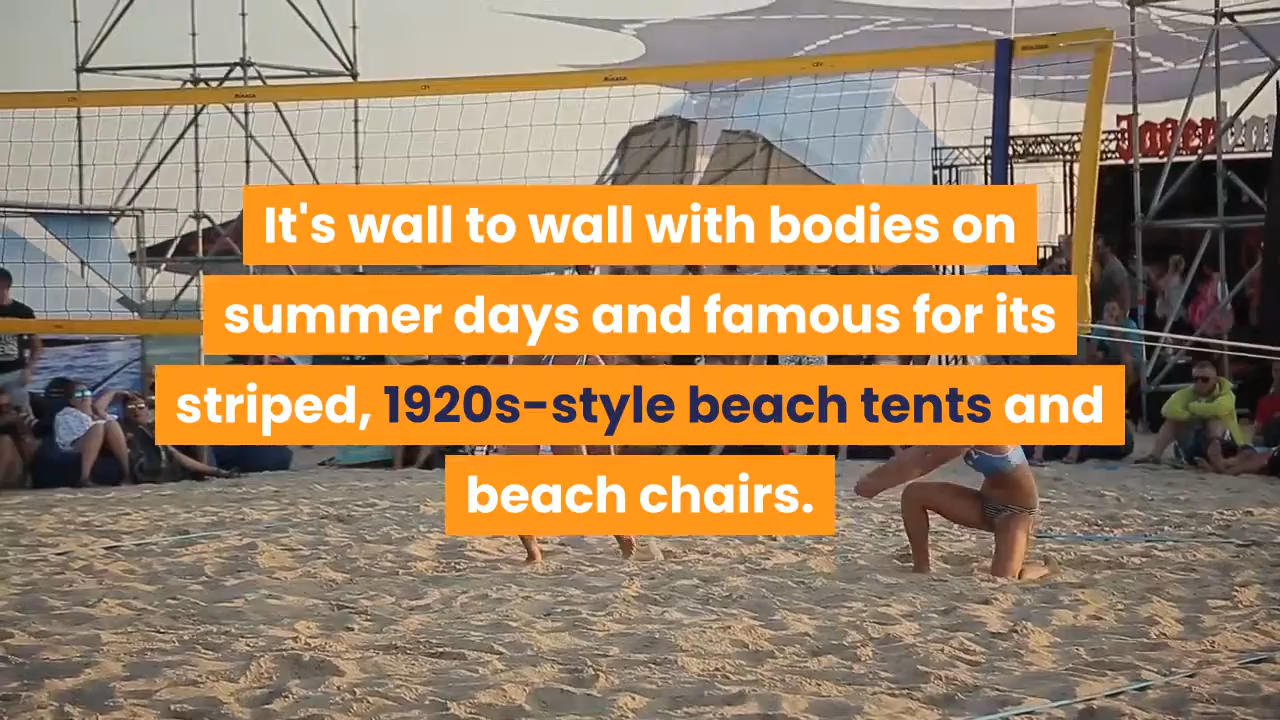 It's wall to wall with bodies on
summer days and famous for its
striped, 1920s-style beach tents and
beach chairs.